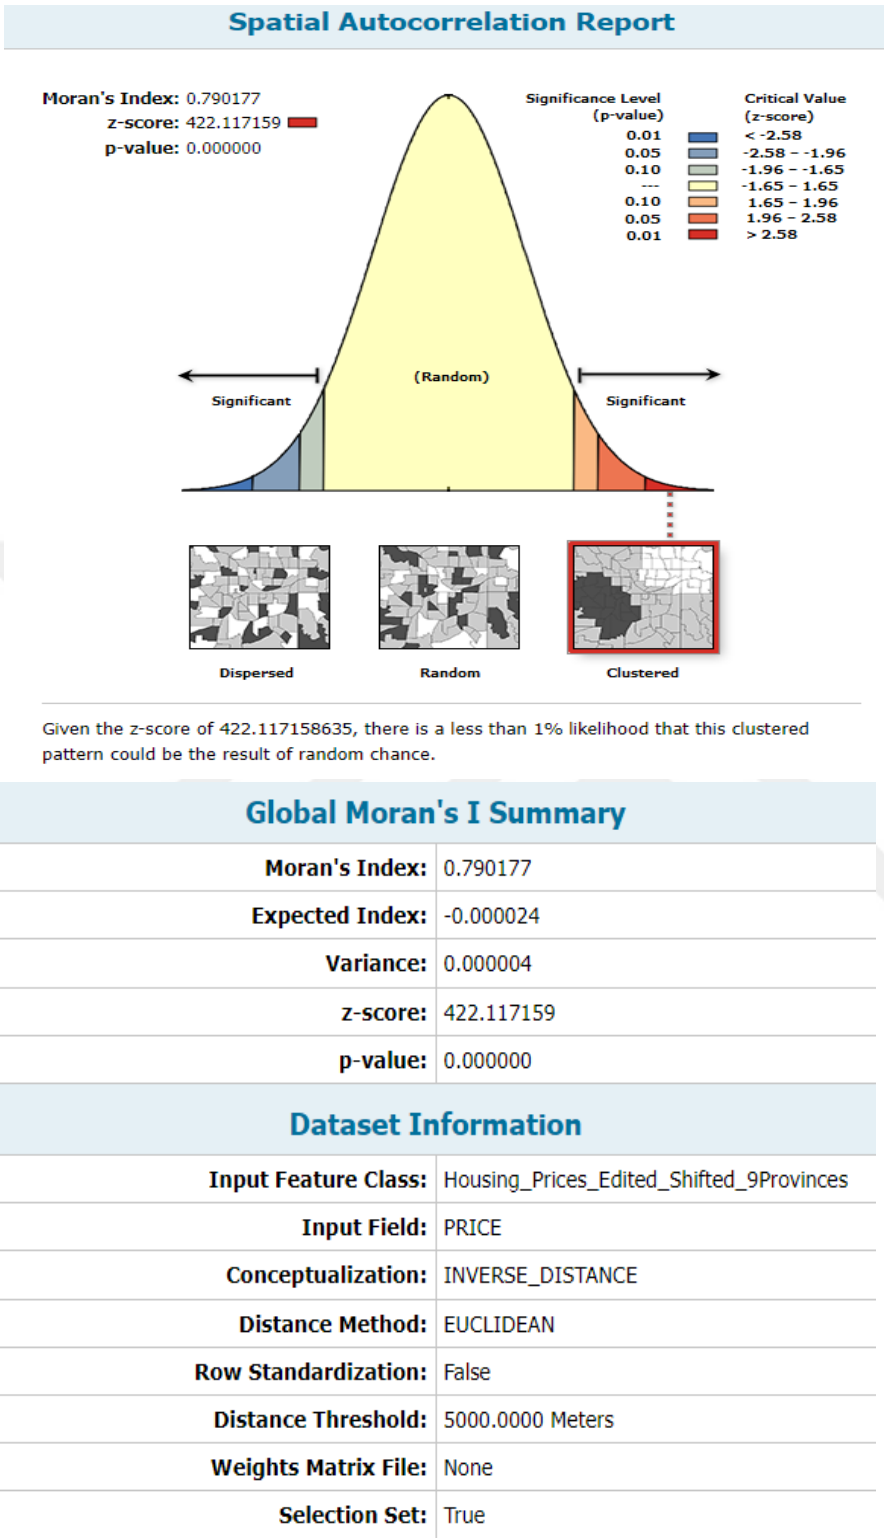 Spatial Autocorrelation Report
Moran's Index: 0.790177
z-score: 422.117159
p-value: 0.000000
Significance Level
(p-value)
Critical Value
(z-score)
0.01 < -2.58
0.05 -2.58 – -1.96
0.10 -1.96 – -1.65
--- -1.65 – 1.65
0.10 1.65 – 1.96
0.05 1.96 – 2.58
0.01 > 2.58
(Random)
Significant
Significant
Dispersed
Random
Clustered
Given the z-score of 422.117158635, there is a less than 1% likelihood that this clustered
pattern could be the result of random chance.
Global Moran's I Summary
Moran's Index: 0.790177
Expected Index: -0.000024
Variance: 0.000004
z-score: 422.117159
p-value: 0.000000
Dataset Information
Input Feature Class: Housing_Prices_Edited_Shifted_9Provinces
Input Field: PRICE
Conceptualization: INVERSE_DISTANCE
Distance Method: EUCLIDEAN
Row Standardization: False
Distance Threshold: 5000.0000 Meters
Weights Matrix File: None
Selection Set: True